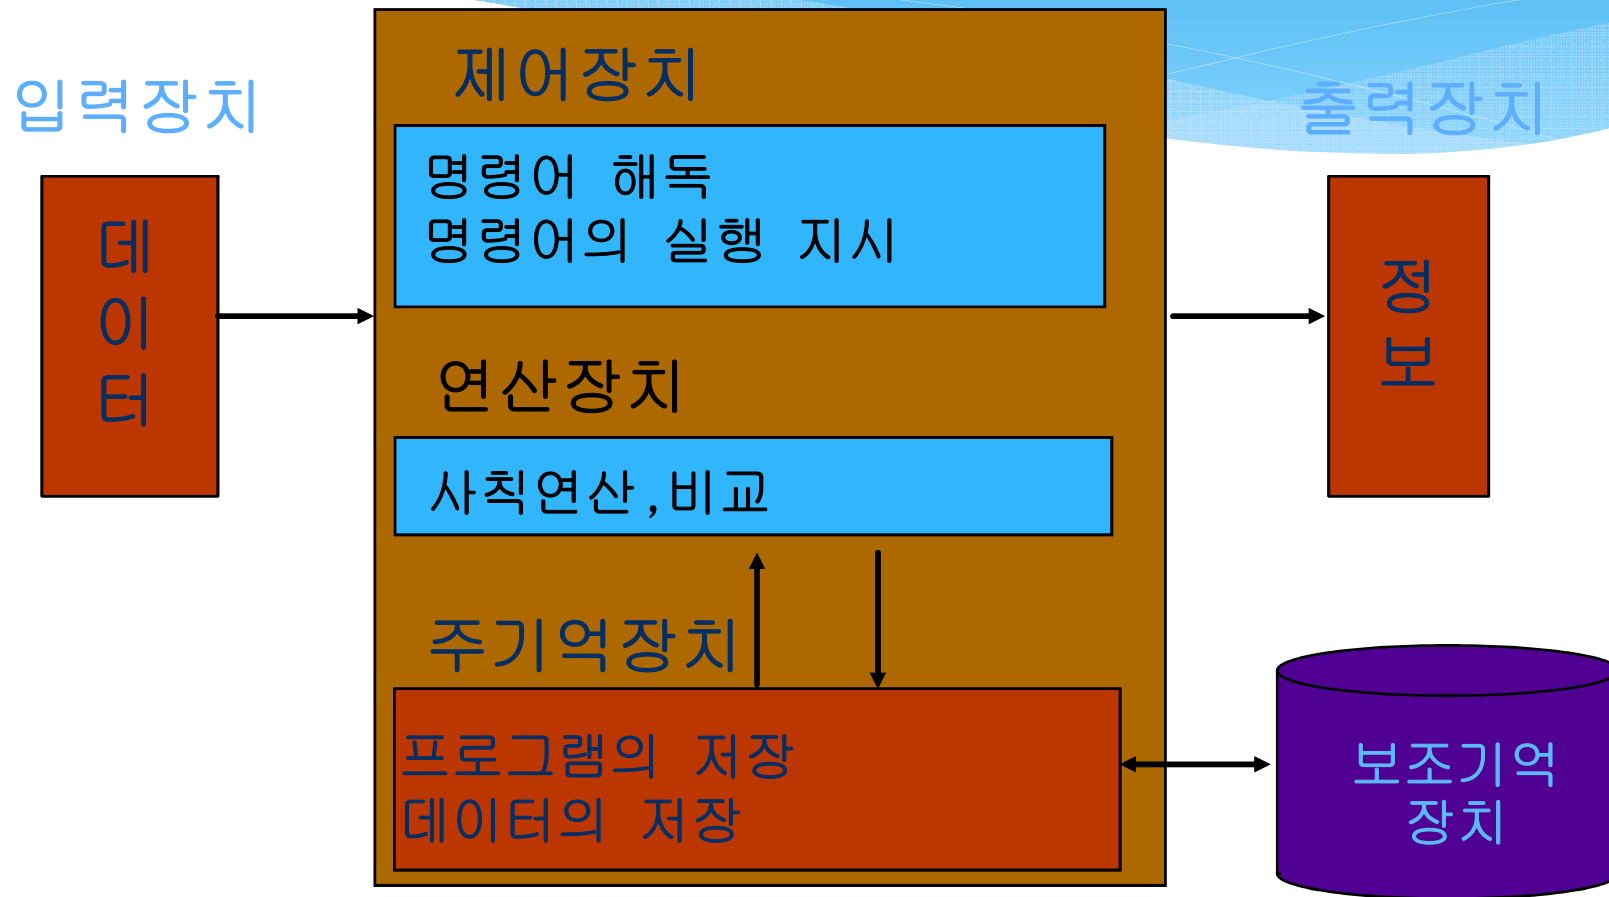 입력장치
데
이
터
제어장치
명령어 해독
명령어의 실행 지시
연산장치
사칙연산,비교
주기억장치
프로그램의 저장
데이터의 저장
출력장치
정
보
보조기억
장치